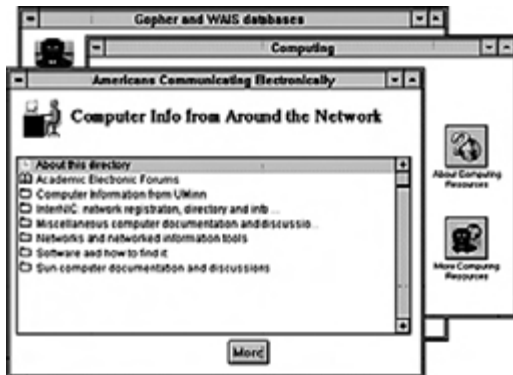 Gopher and WAIS databases
Computing
Americans Communicating Electronically
Computer Info from Around the Network
About this directory
Academic Electronic Forums
Computer Information from UMinn
InterNIC: network registration, directory and info ...
Miscellaneous computer documentation and discussio...
Networks and networked information tools
Software and how to find it
Sun computer documentation and discussions
More
About Computing
Resources
More Computing
Resources